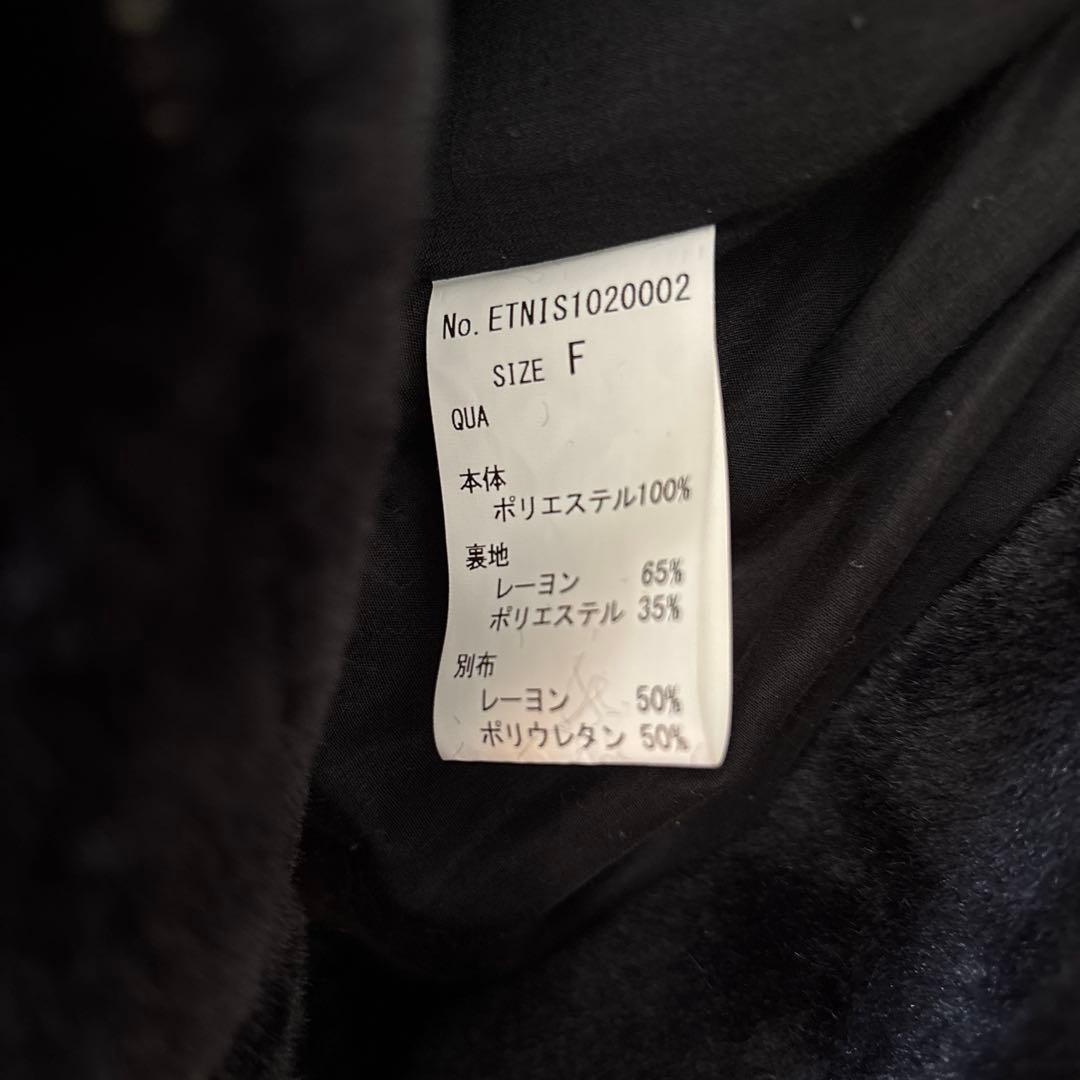 No. ETNIS1020002
SIZE F
QUA
本体
ポリエステル100%
裏地
レーヨン 65%
ポリエステル 35%
別布
レーヨン 50%
ポリウレタン 50%